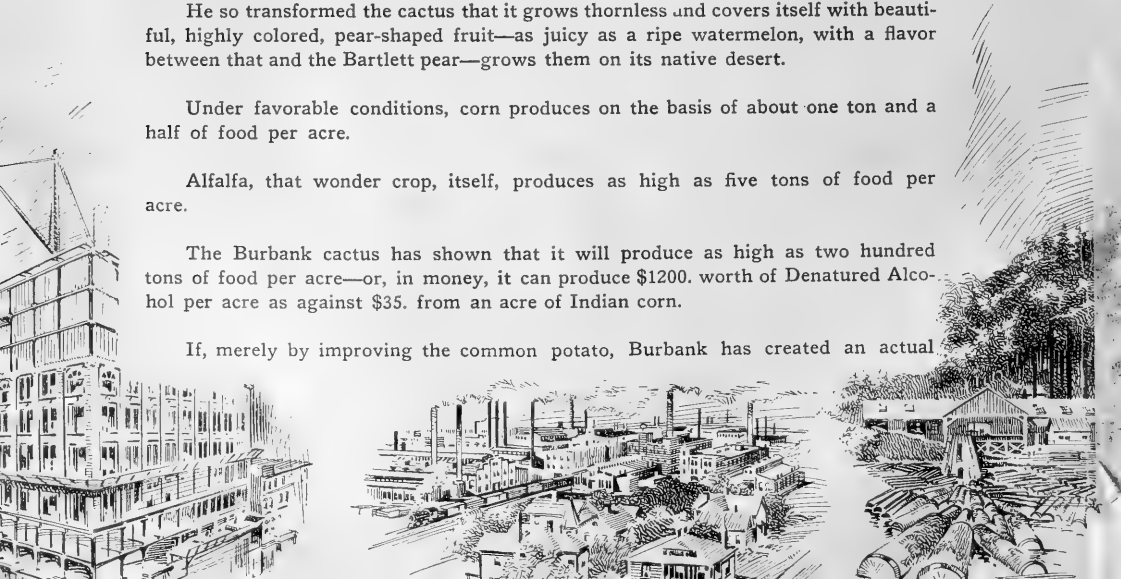 He so transformed the cactus that it grows thornless and covers itself with beauti-
ful, highly colored, pear-shaped fruit—as juicy as a ripe watermelon, with a flavor
between that and the Bartlett pear—grows them on its native desert.
Under favorable conditions, corn produces on the basis of about one ton and a
half of food per acre.
Alfalfa, that wonder crop, itself, produces as high as five tons of food per
acre.
The Burbank cactus has shown that it will produce as high as two hundred
tons of food per acre—or, in money, it can produce $1200. worth of Denatured Alco-
hol per acre as against $35. from an acre of Indian corn.
If, merely by improving the common potato, Burbank has created an actual